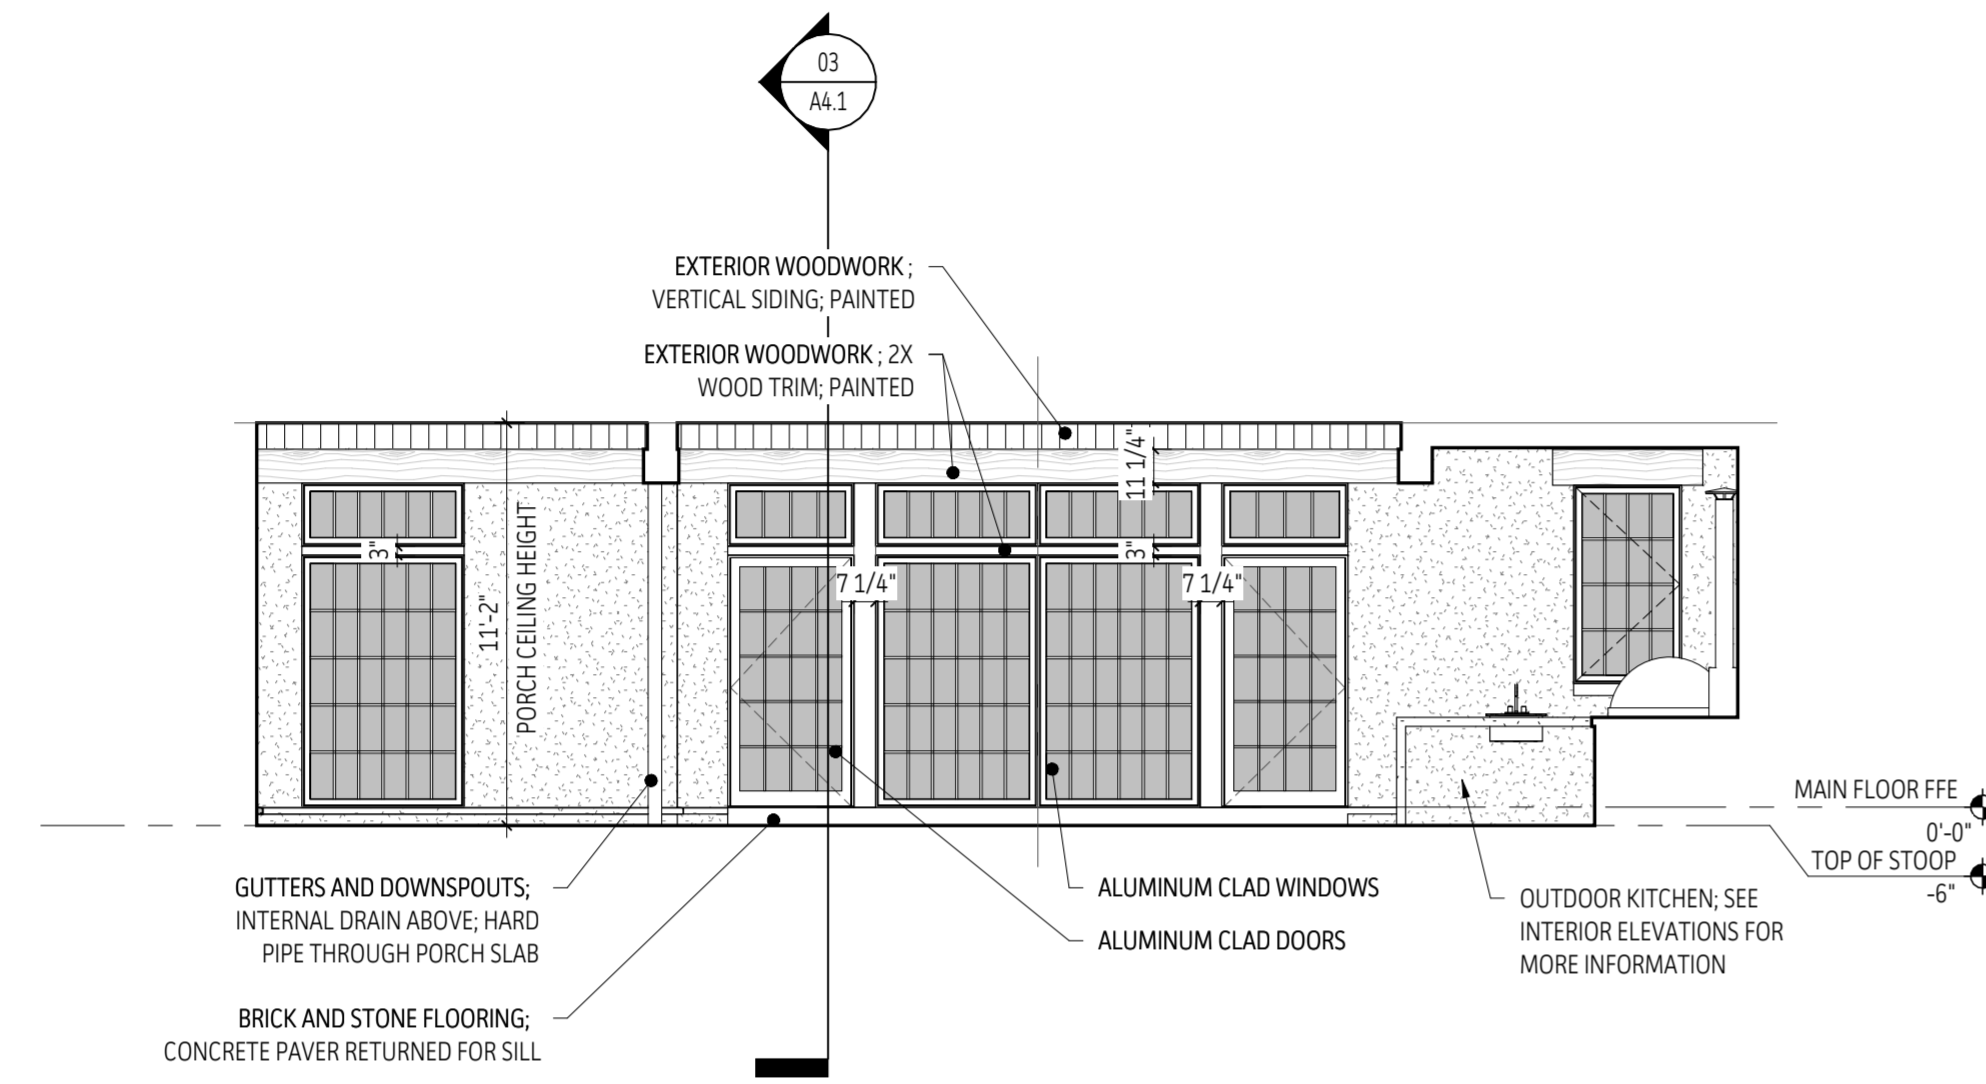 03
A4.1
EXTERIOR WOODWORK ;
VERTICAL SIDING; PAINTED
EXTERIOR WOODWORK ; 2X
WOOD TRIM; PAINTED
11 1/4"
3"
3"
7 1/4"
7 1/4"
11'-2"
PORCH CEILING HEIGHT
MAIN FLOOR FFE
0'-0"
TOP OF STOOP
-6"
GUTTERS AND DOWNSPOUTS;
INTERNAL DRAIN ABOVE; HARD
PIPE THROUGH PORCH SLAB
ALUMINUM CLAD WINDOWS
ALUMINUM CLAD DOORS
OUTDOOR KITCHEN; SEE
INTERIOR ELEVATIONS FOR
MORE INFORMATION
BRICK AND STONE FLOORING;
CONCRETE PAVER RETURNED FOR SILL